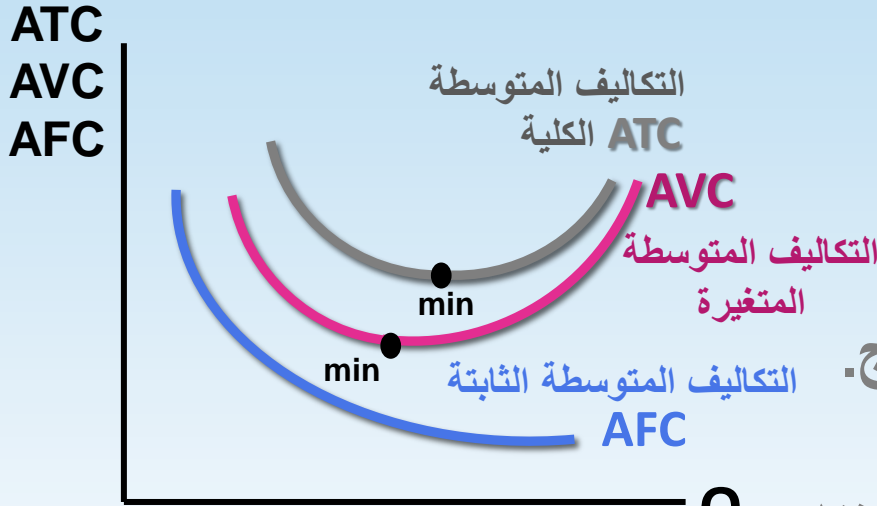 ATC
AVC
AFC
التكاليف المتوسطة
الكلية ATC
AVC
التكاليف المتوسطة
المتغيرة
min
min
التكاليف المتوسطة الثابتة
AFC
ج.
Q